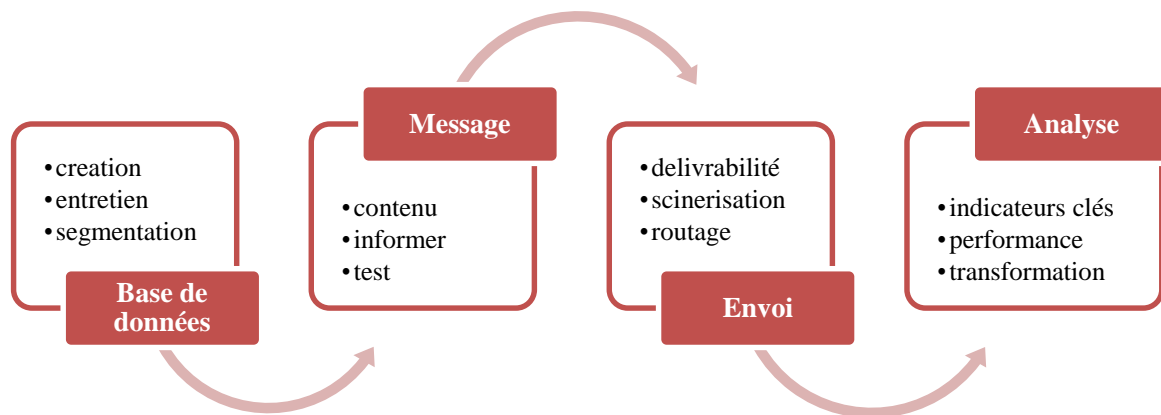 •creation
•entretien
•segmentation
Base de
données
Message
•contenu
•informer
•test
•delivrabilité
•scinerisation
•routage
Envoi
Analyse
•indicateurs clés
•performance
•transformation